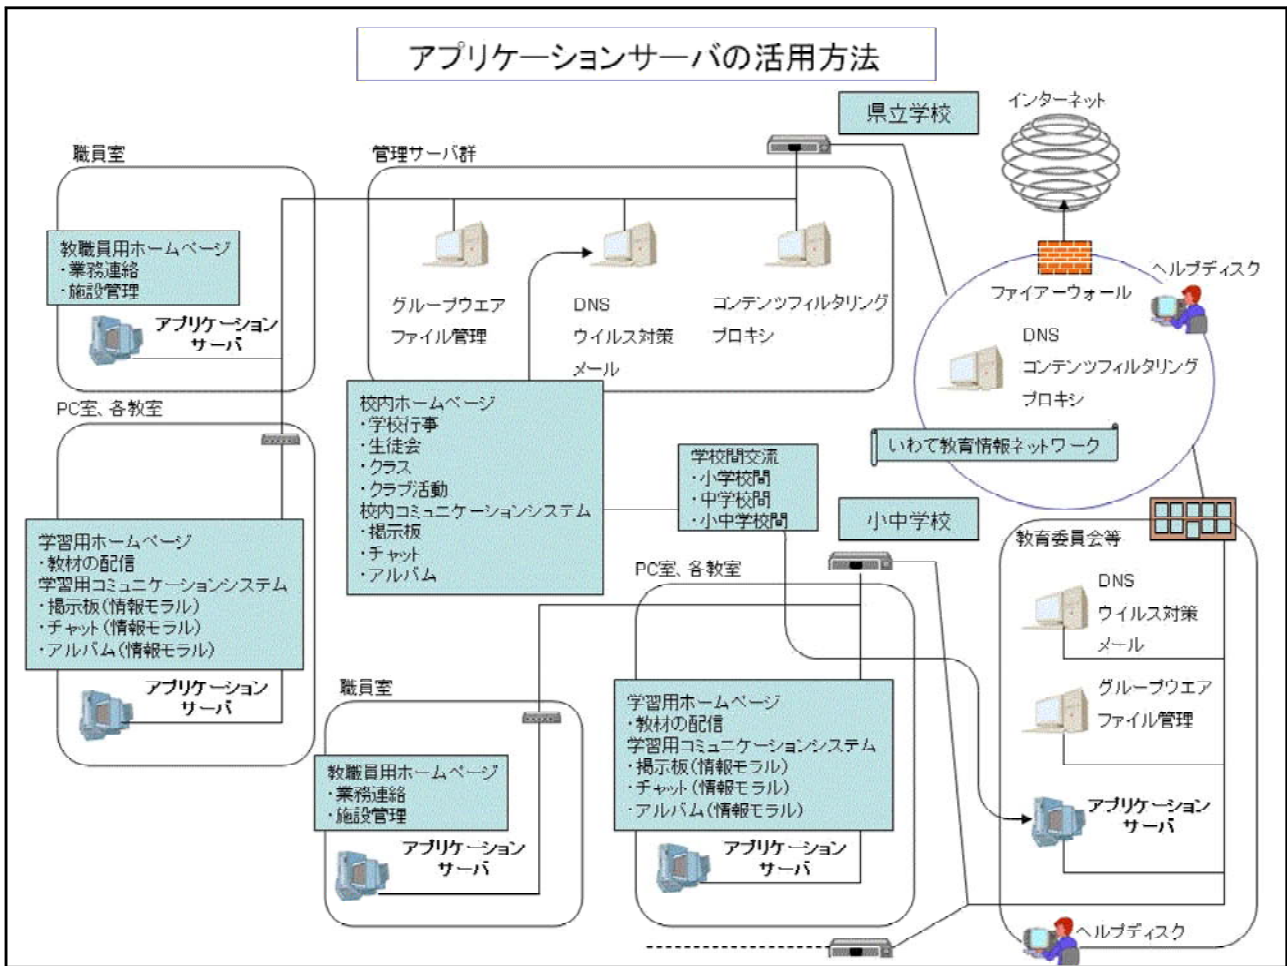 アプリケーションサーバの活用方法
県立学校
インターネット
職員室
管理サーバ群
教職員用ホームページ
・業務連絡
・施設管理
アプリケーション
サーバ
グループウエア
ファイル管理
DNS
ウイルス対策
メール
コンテンツフィルタリング
プロキシ
ヘルプディスク
ファイアーウォール
DNS
コンテンツフィルタリング
プロキシ
いわて教育情報ネットワーク
PC室、各教室
学習用ホームページ
・教材の配信
学習用コミュニケーションシステム
・掲示板(情報モラル)
・チャット(情報モラル)
・アルバム(情報モラル)
アプリケーション
サーバ
校内ホームページ
・学校行事
・生徒会
・クラス
・クラブ活動
校内コミュニケーションシステム
・掲示板
・チャット
・アルバム
学校間交流
・小学校間
・中学校間
・小中学校間
小中学校
職員室
教職員用ホームページ
・業務連絡
・施設管理
アプリケーション
サーバ
PC室、各教室
学習用ホームページ
・教材の配信
学習用コミュニケーションシステム
・掲示板(情報モラル)
・チャット(情報モラル)
・アルバム(情報モラル)
アプリケーション
サーバ
教育委員会等
DNS
ウイルス対策
メール
グループウエア
ファイル管理
アプリケーション
サーバ
ヘルプディスク